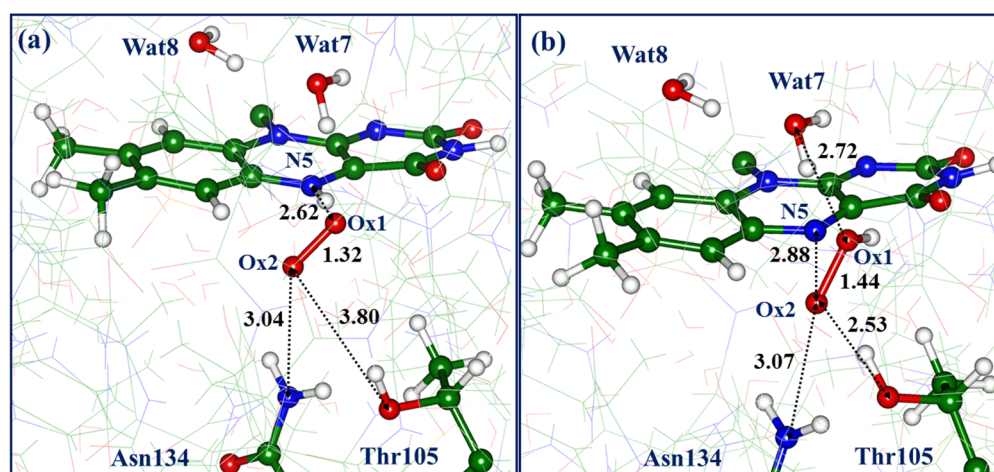 (a)
Wat8
Wat7
N5
2.62
Ox1
Ox2
1.32
3.04
3.80
Asn134
Thr105
(b)
Wat8
Wat7
2.72
N5
2.88
Ox1
1.44
Ox2
2.53
3.07
Asn134
Thr105